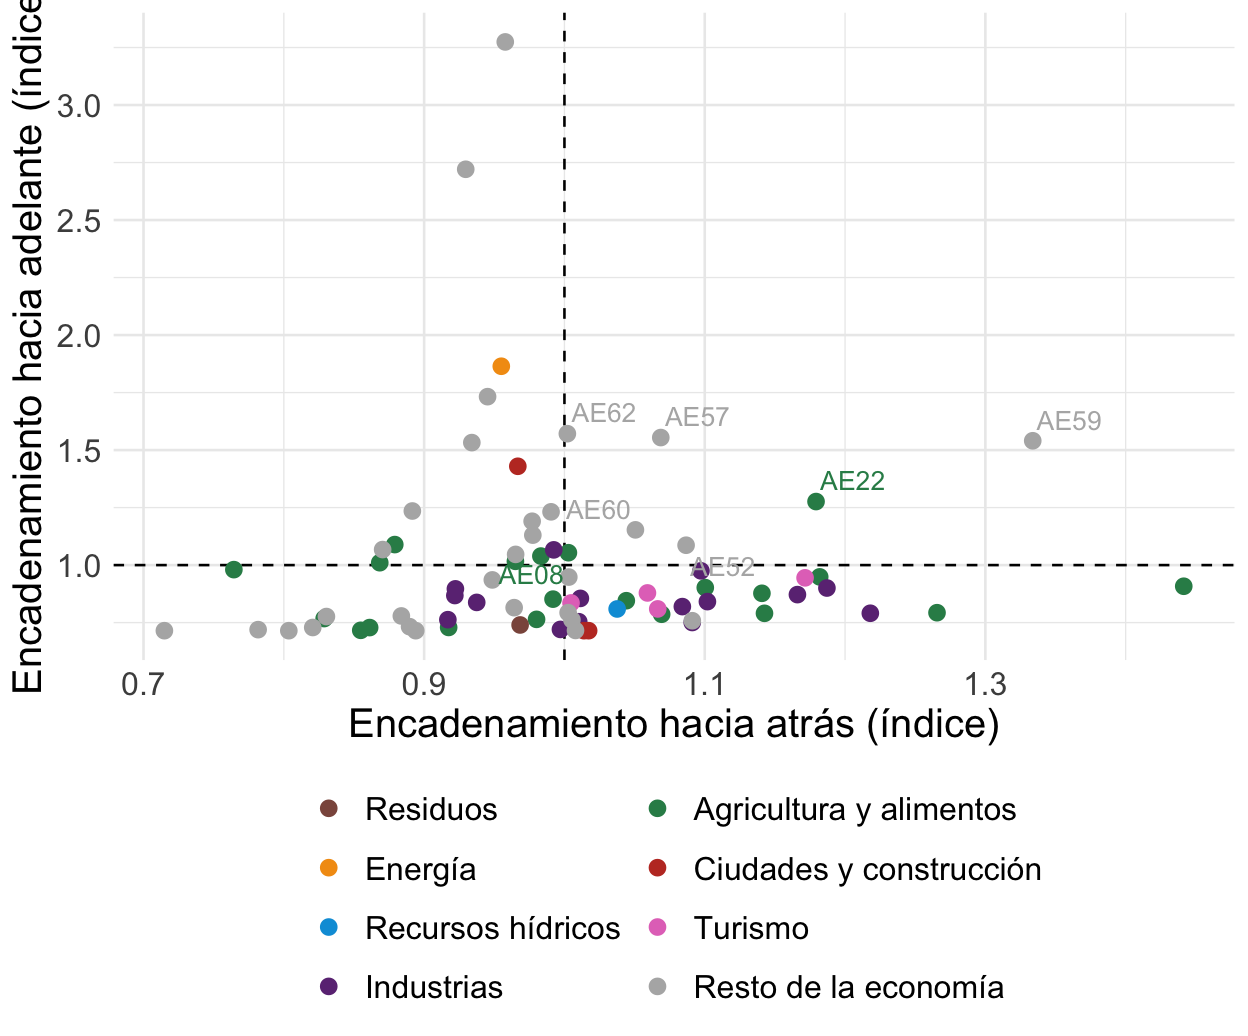 Encadenamiento hacia adelante (índice
3.0
2.5
2.0
1.5
1.0
AE62
AE57
AE59
AE22
AE60
AE52
AE08
0.7
0.9
1.1
1.3
Encadenamiento hacia atrás (índice)
Residuos
Agricultura y alimentos
Energía
Ciudades y construcción
Recursos hídricos
Turismo
Industrias
Resto de la economía